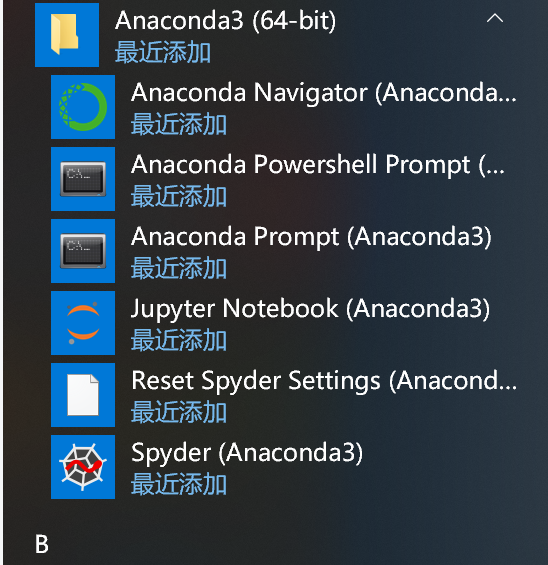 Anaconda3 (64-bit)
最近添加
Anaconda Navigator (Anaconda...
最近添加
Anaconda Powershell Prompt (...
最近添加
Anaconda Prompt (Anaconda3)
最近添加
Jupyter Notebook (Anaconda3)
最近添加
Reset Spyder Settings (Anacond...
最近添加
Spyder (Anaconda3)
最近添加
B